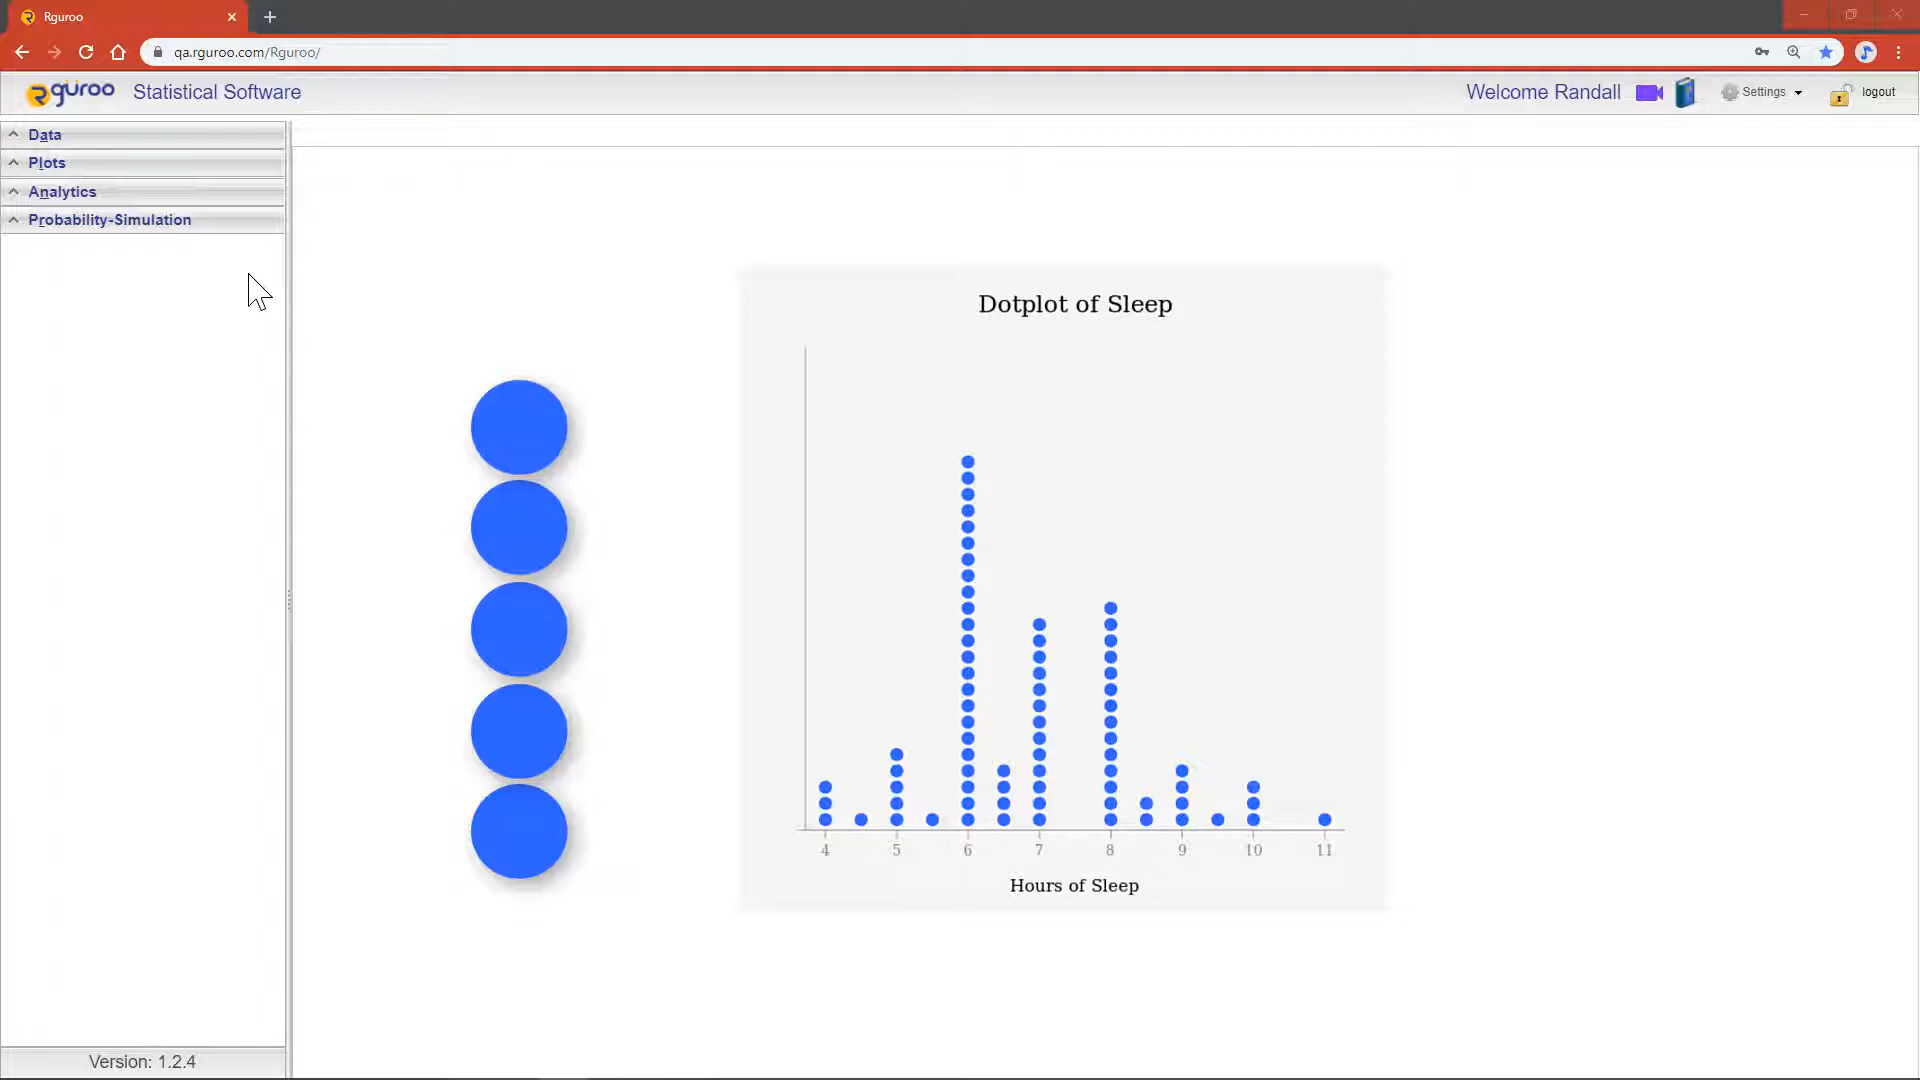 Rguroo
qa.rguroo.com/Rguroo/
Rguroo Statistical Software
Welcome Randall
Settings
logout
Data
Plots
Analytics
Probability-Simulation
Dotplot of Sleep
4 5 6 7 8 9 10 11
Hours of Sleep
Version: 1.2.4